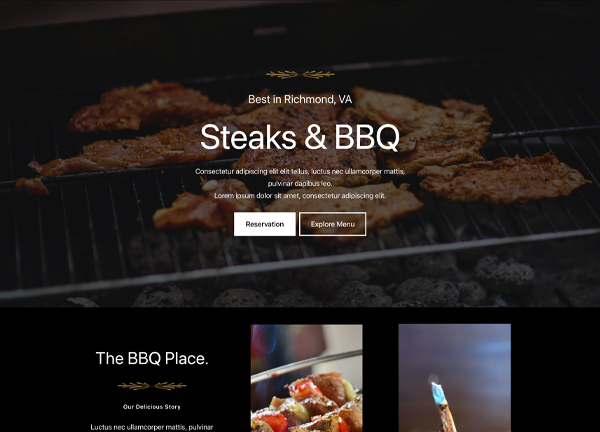 Best in Richmond, VA
Steaks & BBQ
Consectetur adipiscing elit elit tellus, luctus nec ullamcorper mattis,
pulvinar dapibus leo.
Lorem ipsum dolor sit amet, consectetur adipiscing elit.
Reservation
Explore Menu
The BBQ Place.
Our Delicious Story
Luctus nec ullamcorper mattis, pulvinar